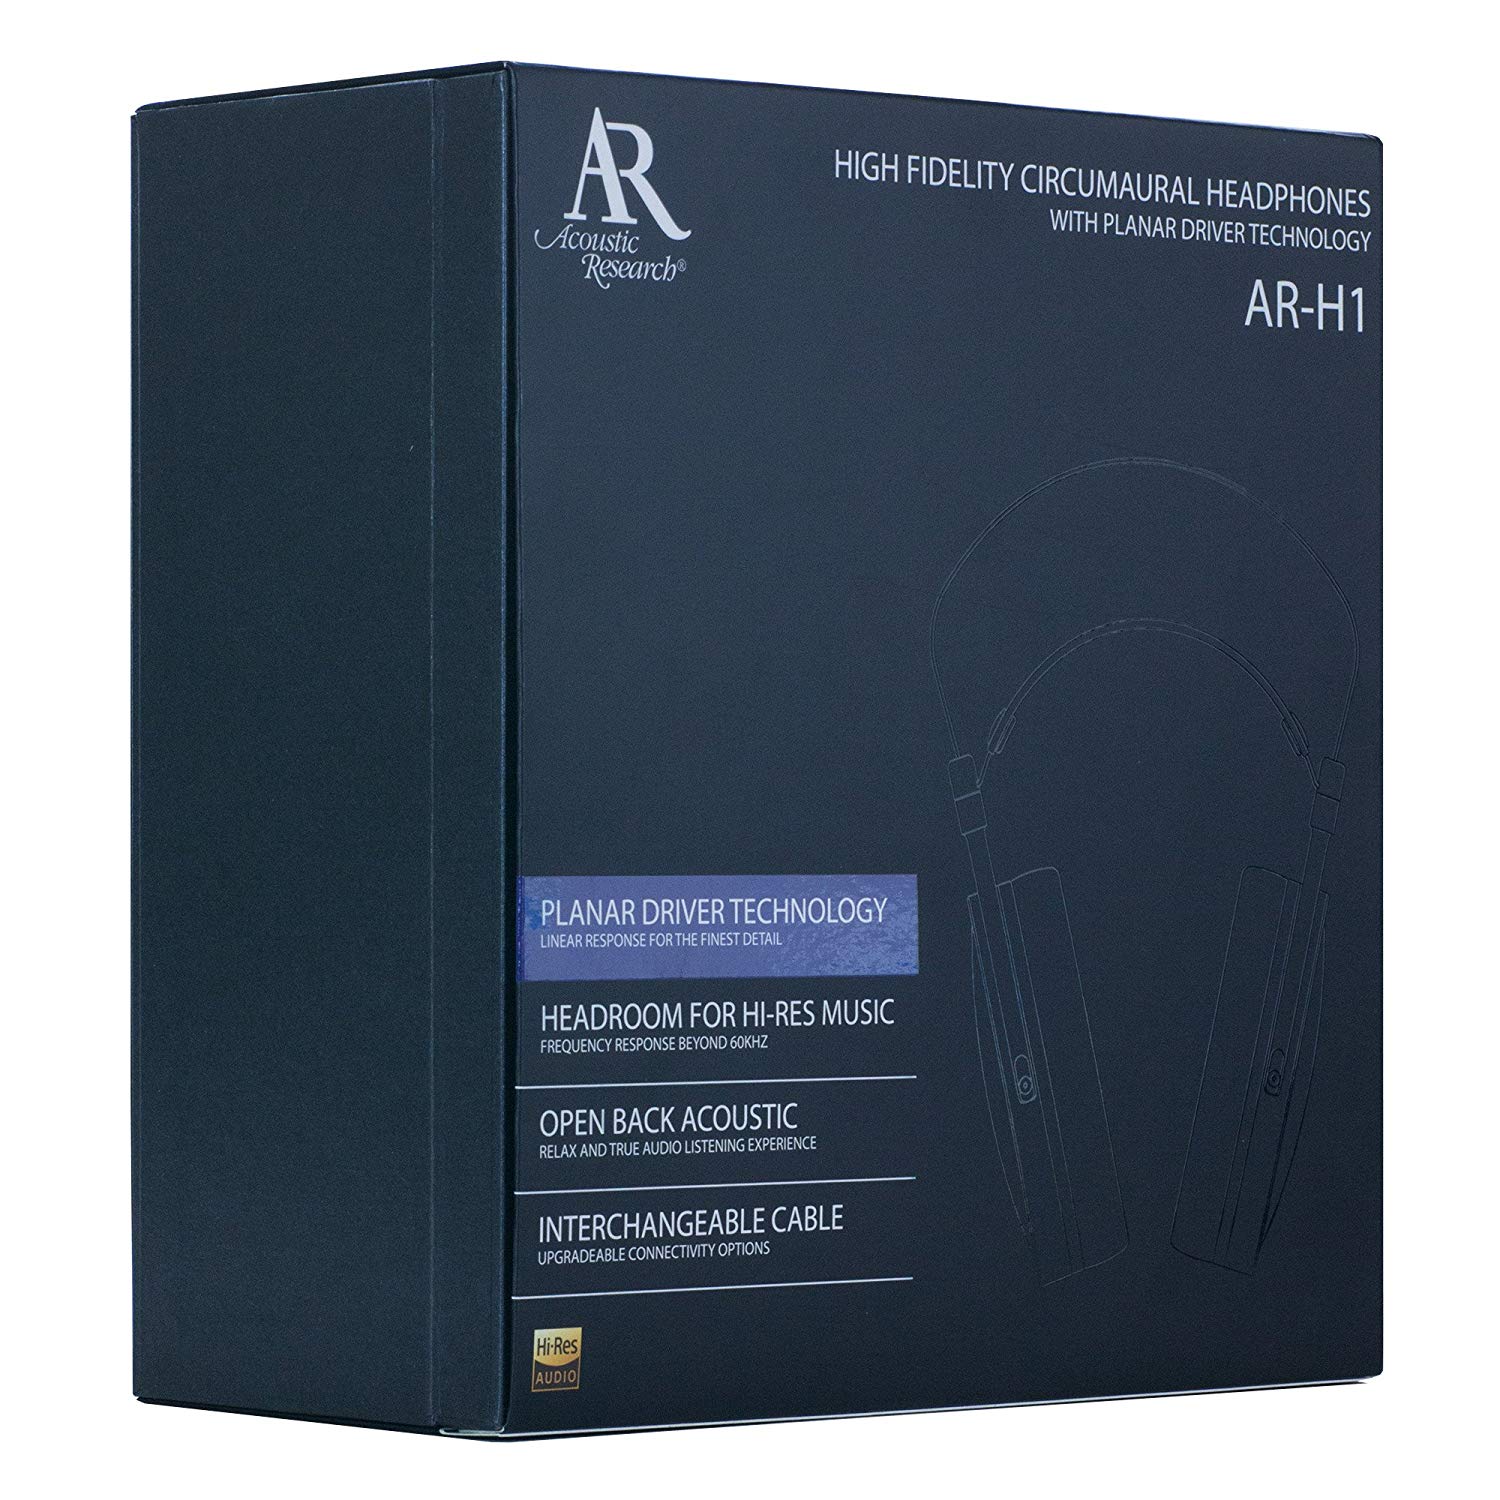 AR
Acoustic
Research®
HIGH FIDELITY CIRCUMAURAL HEADPHONES
WITH PLANAR DRIVER TECHNOLOGY
AR-H1
PLANAR DRIVER TECHNOLOGY
LINEAR RESPONSE FOR THE FINEST DETAIL
HEADROOM FOR HI-RES MUSIC
FREQUENCY RESPONSE BEYOND 60KHZ
OPEN BACK ACOUSTIC
RELAX AND TRUE AUDIO LISTENING EXPERIENCE
INTERCHANGEABLE CABLE
UPGRADEABLE CONNECTIVITY OPTIONS
Hi-Res
AUDIO